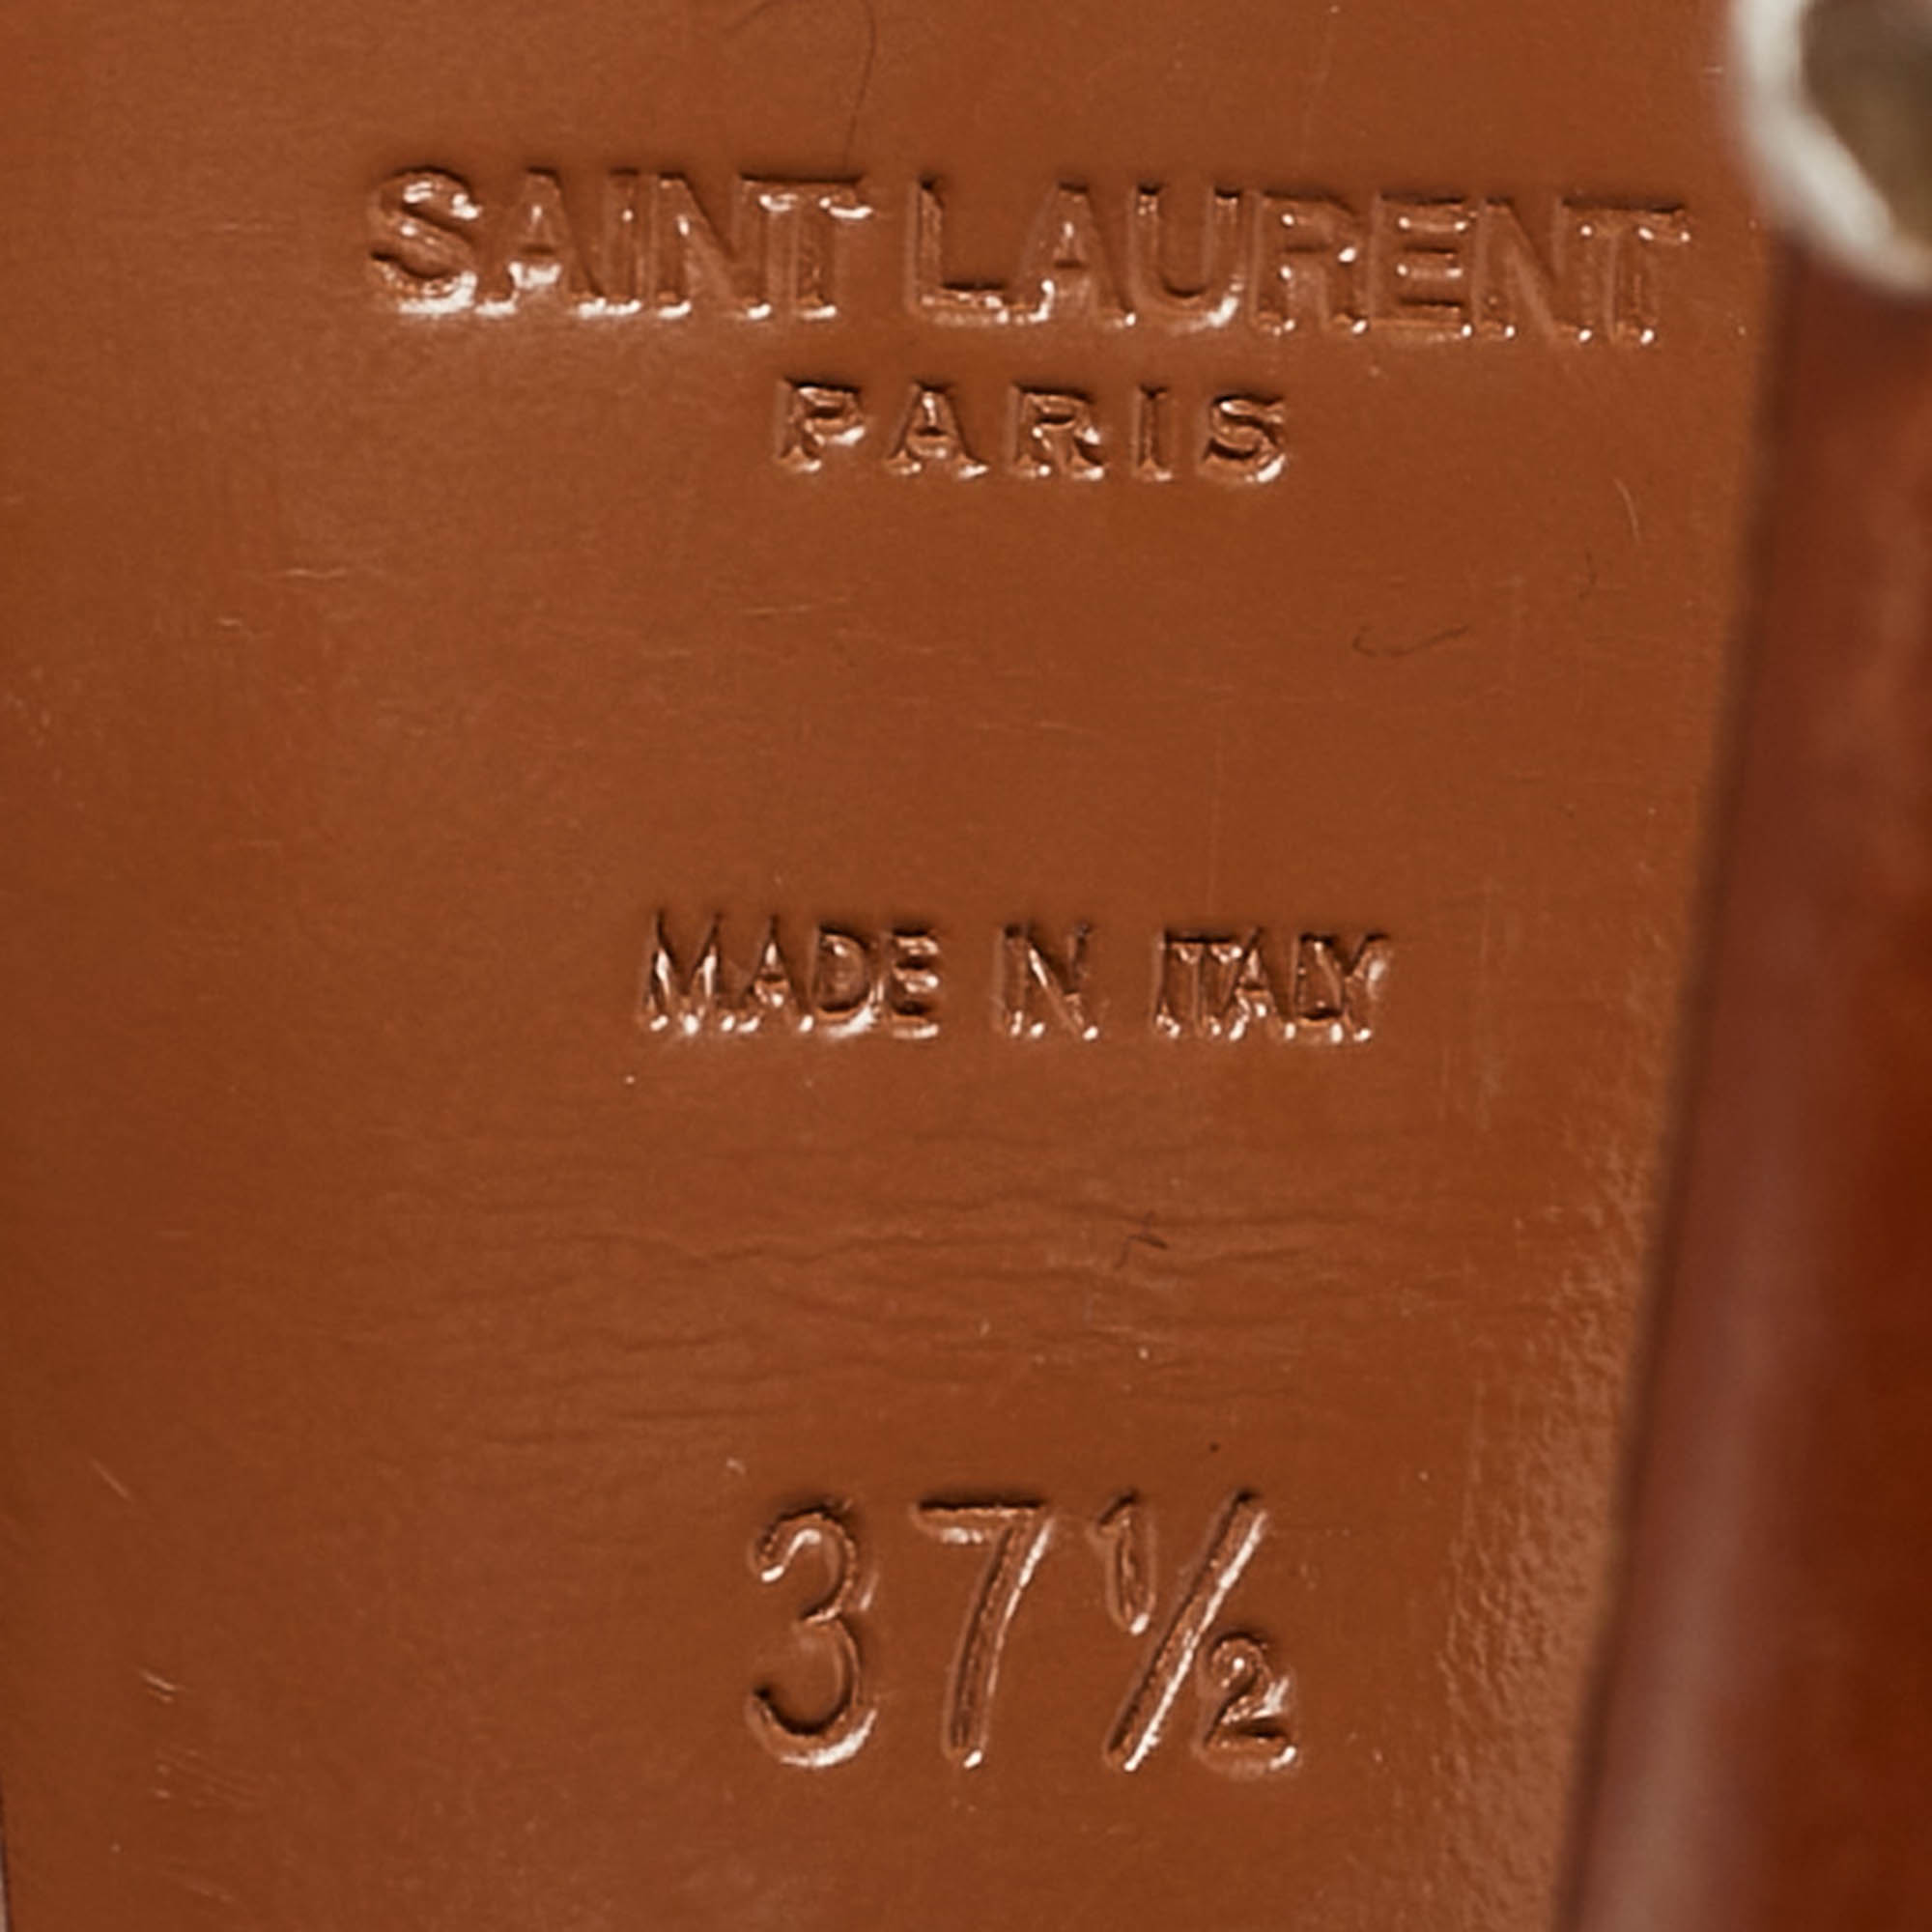 SAINT LAURENT
PARIS
MADE IN ITALY
37½